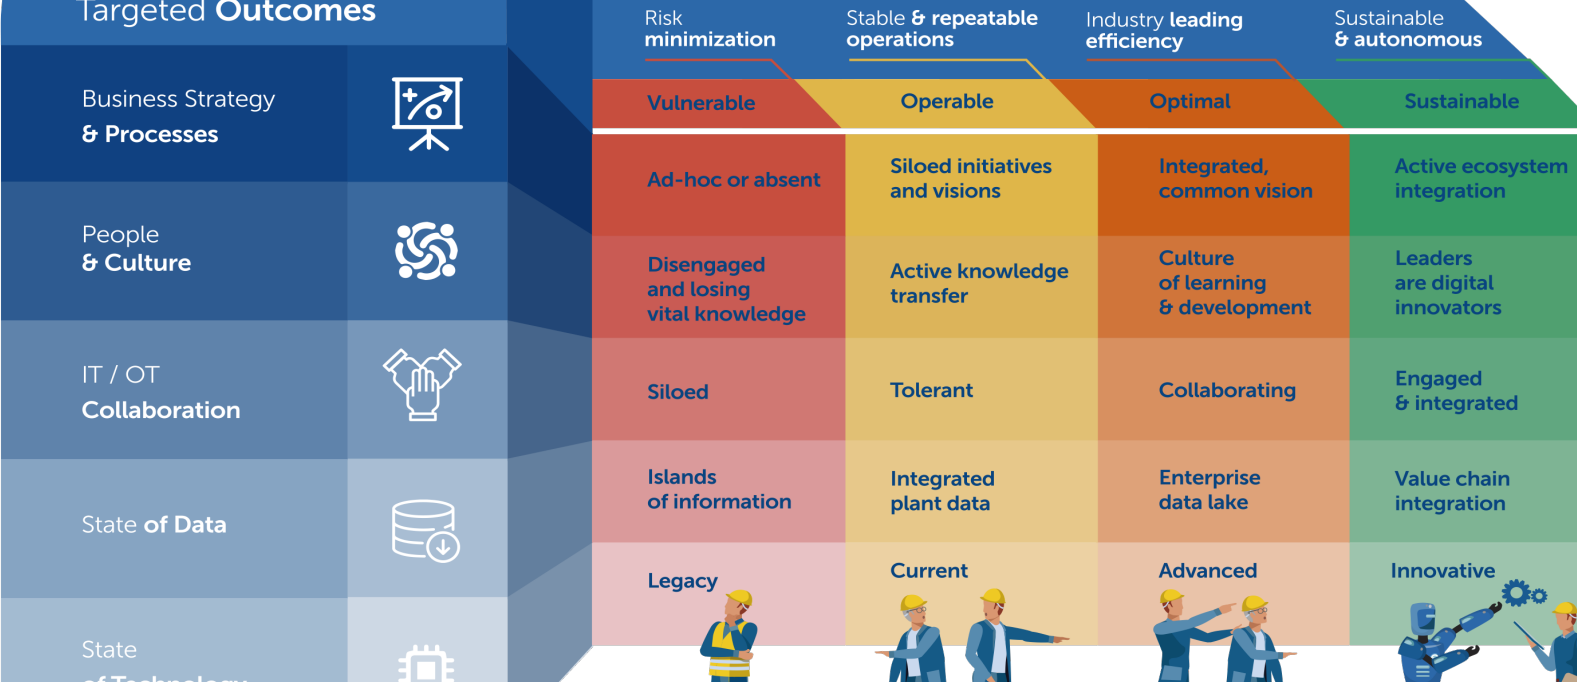 Targeted Outcomes
Risk
minimization
Stable & repeatable
operations
Industry leading
efficiency
Sustainable
& autonomous
Vulnerable
Operable
Optimal
Sustainable
Business Strategy
& Processes
Ad-hoc or absent
Siloed initiatives
and visions
Integrated,
common vision
Active ecosystem
integration
People
& Culture
Disengaged
and losing
vital knowledge
Active knowledge
transfer
Culture
of learning
& development
Leaders
are digital
innovators
IT / OT
Collaboration
Siloed
Tolerant
Collaborating
Engaged
& integrated
State of Data
Islands
of information
Integrated
plant data
Enterprise
data lake
Value chain
integration
State
of Technology
Legacy
Current
Advanced
Innovative